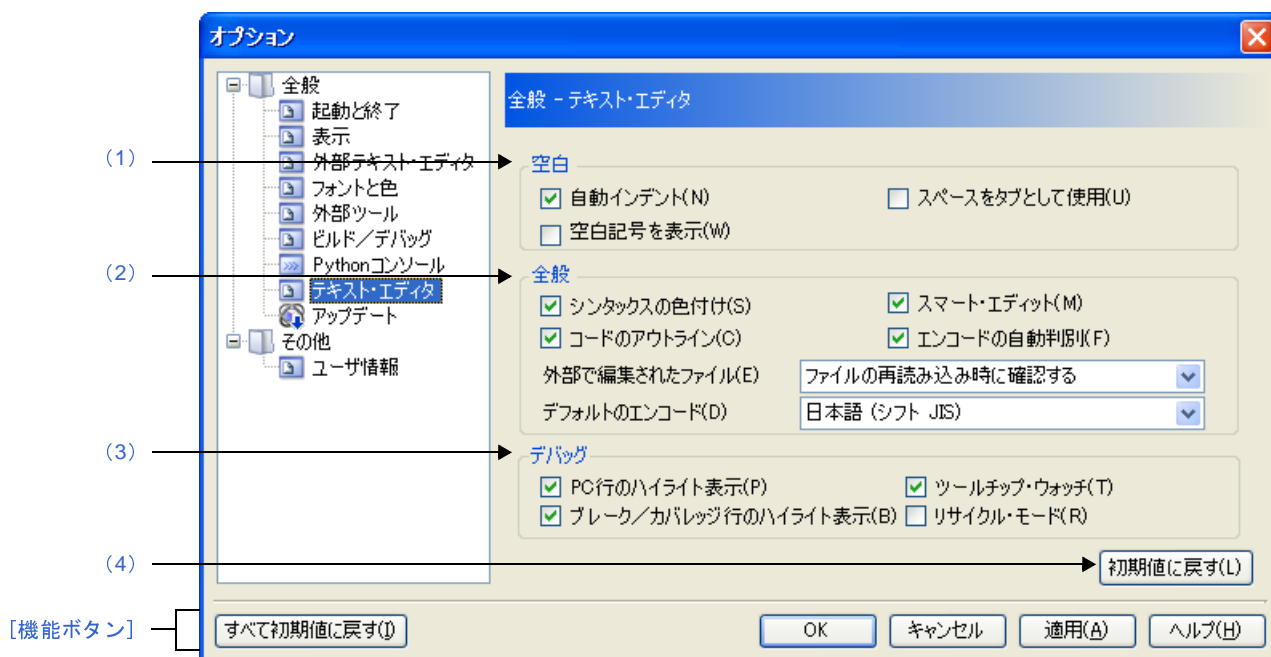 オプション
全般
起動と終了
表示
外部テキスト・エディタ
フォントと色
外部ツール
ビルド／デバッグ
Pythonコンソール
テキスト・エディタ
アップデート
その他
ユーザ情報
全般 - テキスト・エディタ
(1)
空白
自動インデント(N)
スペースをタブとして使用(U)
空白記号を表示(W)
(2)
全般
シンタックスの色付け(S)
スマート・エディット(M)
コードのアウトライン(C)
エンコードの自動判別(F)
外部で編集されたファイル(E)
ファイルの再読み込み時に確認する
デフォルトのエンコード(D)
日本語 (シフト JIS)
(3)
デバッグ
PC行のハイライト表示(P)
ツールチップ・ウォッチ(T)
ブレーク／カバレッジ行のハイライト表示(B)
リサイクル・モード(R)
(4)
初期値に戻す(L)
[機能ボタン]
すべて初期値に戻す(I)
OK
キャンセル
適用(A)
ヘルプ(H)